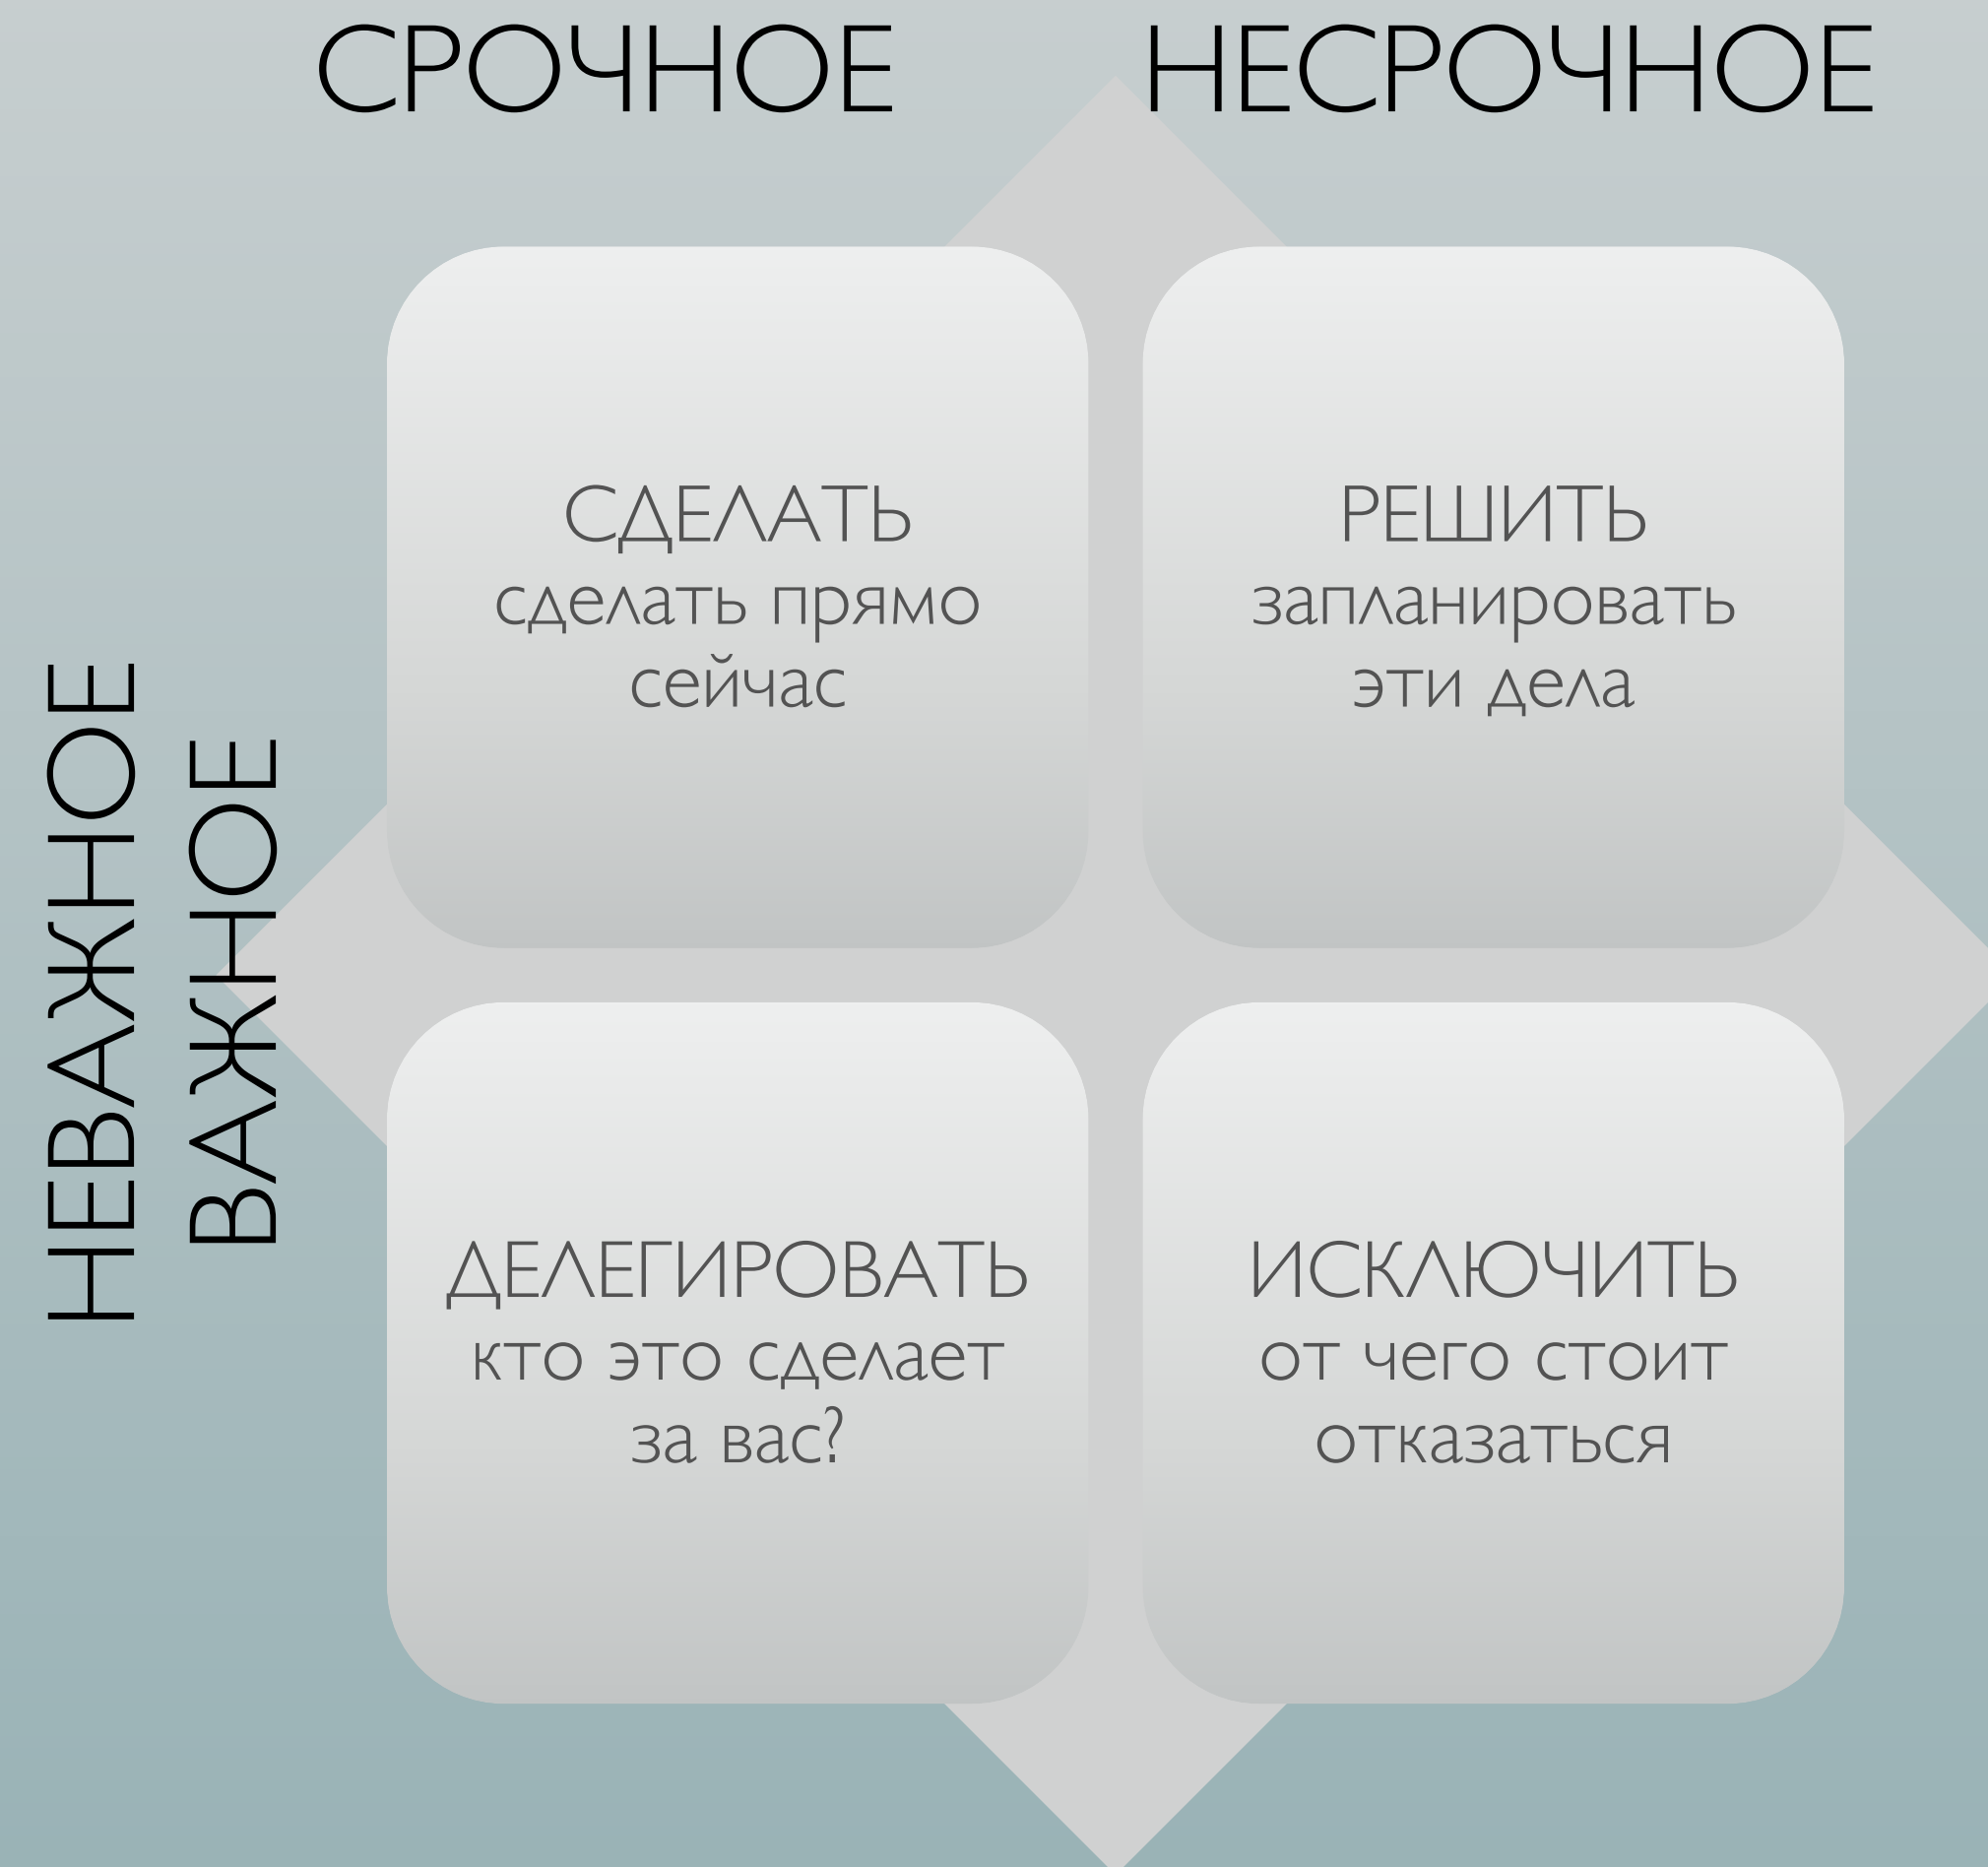 СРОЧНОЕ
НЕСРОЧНОЕ
НЕВАЖНОЕ
ВАЖНОЕ
СДЕЛАТЬ
сделать прямо
сейчас
РЕШИТЬ
запланировать
эти дела
ДЕЛЕГИРОВАТЬ
кто это сделает
за вас?
ИСКЛЮЧИТЬ
от чего стоит
отказаться